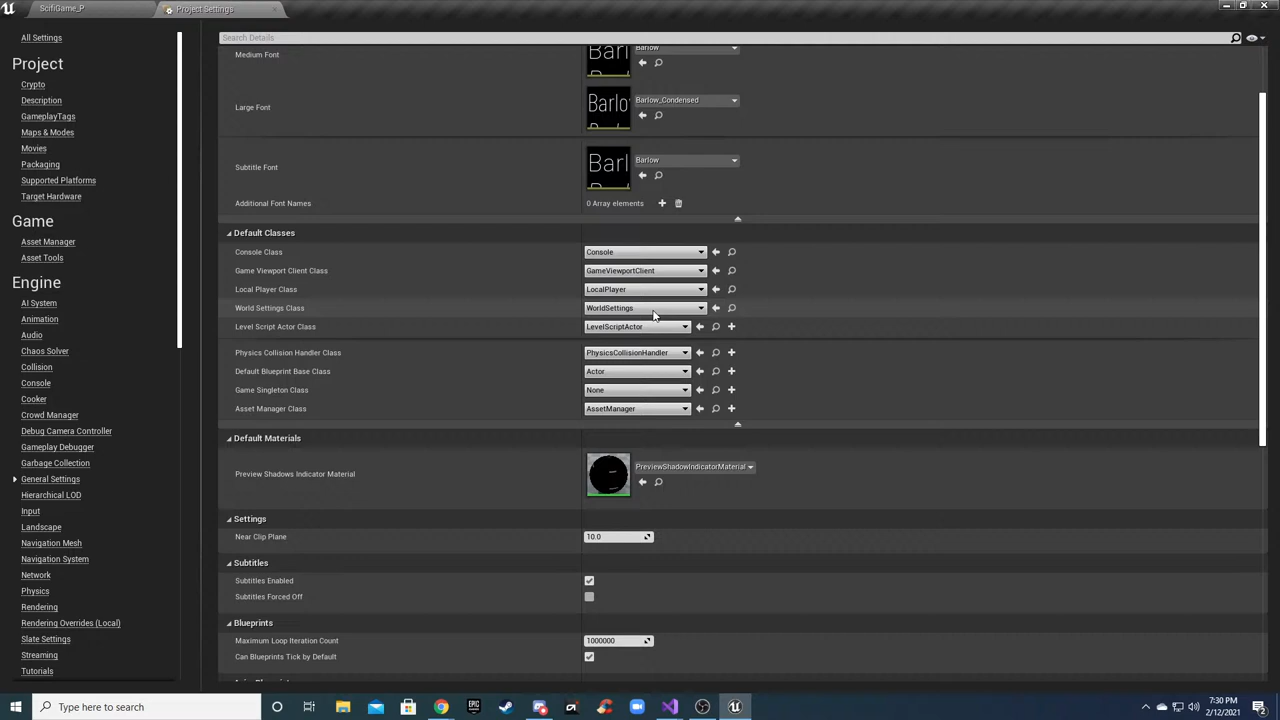 ScifiGame_P
Project Settings
All Settings
Project
Crypto
Description
GameplayTags
Maps & Modes
Movies
Packaging
Supported Platforms
Target Hardware
Game
Asset Manager
Asset Tools
Engine
AI System
Animation
Audio
Chaos Solver
Collision
Console
Cooker
Crowd Manager
Debug Camera Controller
Gameplay Debugger
Garbage Collection
General Settings
Hierarchical LOD
Input
Landscape
Navigation Mesh
Navigation System
Network
Physics
Rendering
Rendering Overrides (Local)
Slate Settings
Streaming
Tutorials
Search Details
Medium Font Barlow
Large Font Barlow_Condensed
Subtitle Font Barlow
Additional Font Names 0 Array elements
Default Classes
Console Class Console
Game Viewport Client Class GameViewportClient
Local Player Class LocalPlayer
World Settings Class WorldSettings
Level Script Actor Class LevelScriptActor
Physics Collision Handler Class PhysicsCollisionHandler
Default Blueprint Base Class Actor
Game Singleton Class None
Asset Manager Class AssetManager
Default Materials
Preview Shadows Indicator Material PreviewShadowIndicatorMaterial
Settings
Near Clip Plane 10.0
Subtitles
Subtitles Enabled
Subtitles Forced Off
Blueprints
Maximum Loop Iteration Count 1000000
Can Blueprints Tick by Default
Type here to search
7:30 PM
2/12/2021